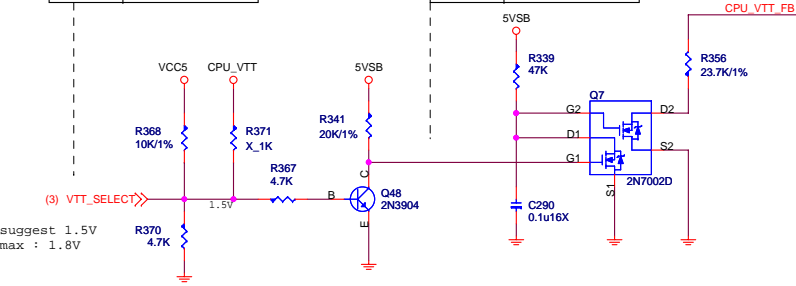 CPU_VTT_FB
5VSB
VCC5
CPU_VTT
5VSB
R339
47K
R356
23.7K/1%
Q7
G2
D2
R368
10K/1%
R371
X_1K
R341
20K/1%
D1
S2
G1
2N7002D
R367
4.7K
C
(3) VTT_SELECT
1.5V
B
Q48
2N3904
S1
C290
0.1u16X
E
R370
4.7K
suggest 1.5V
max : 1.8V